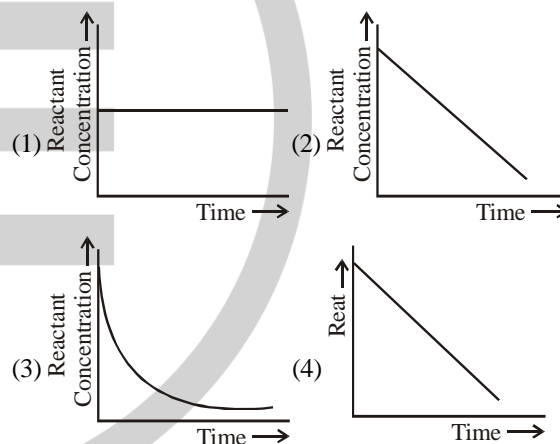 (1)
Reactant
Concentration
Time
(2)
Reactant
Concentration
Time
(3)
Reactant
Concentration
Time
(4)
Reat
Time